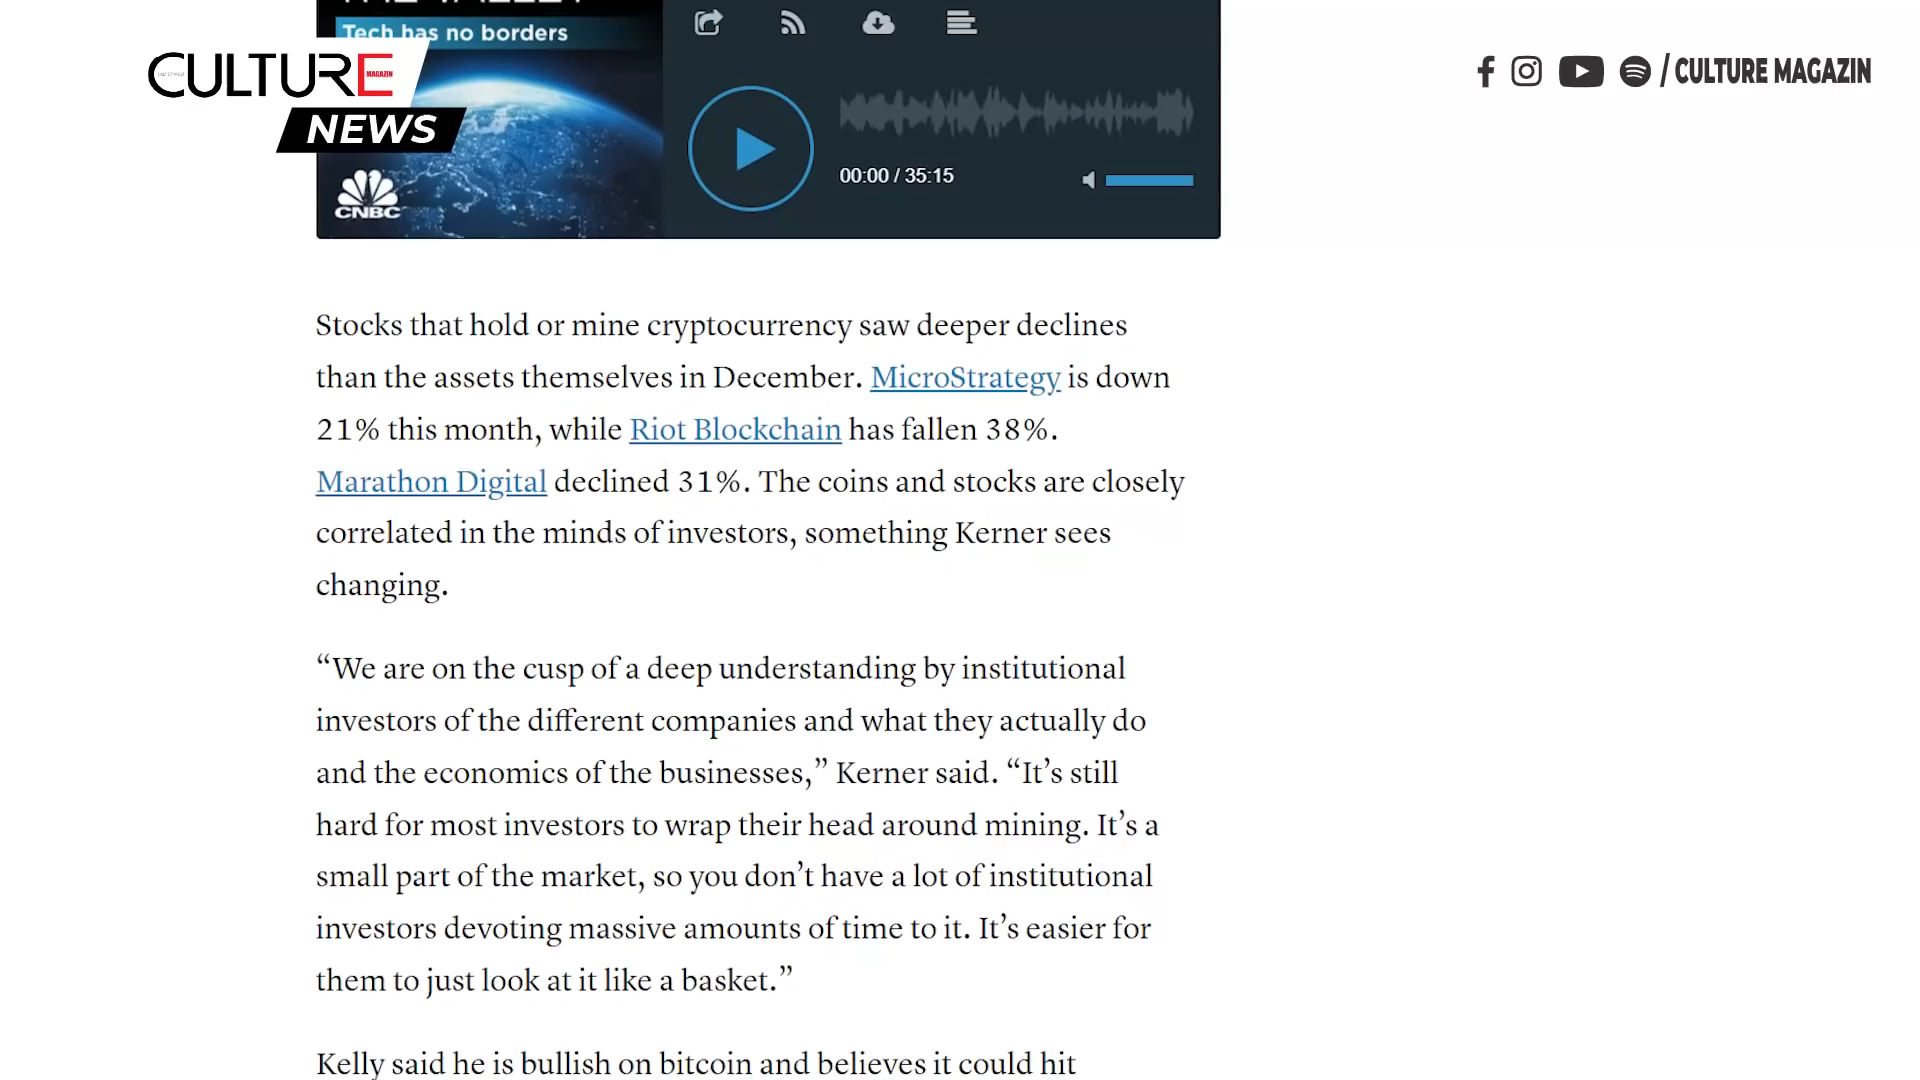 Tech has no borders
CULTURE
MAGAZIN
NEWS
/ CULTURE MAGAZIN
CNBC
00:00 / 35:15
Stocks that hold or mine cryptocurrency saw deeper declines
than the assets themselves in December. MicroStrategy is down
21% this month, while Riot Blockchain has fallen 38%.
Marathon Digital declined 31%. The coins and stocks are closely
correlated in the minds of investors, something Kerner sees
changing.
“We are on the cusp of a deep understanding by institutional
investors of the different companies and what they actually do
and the economics of the businesses,” Kerner said. “It’s still
hard for most investors to wrap their head around mining. It’s a
small part of the market, so you don’t have a lot of institutional
investors devoting massive amounts of time to it. It’s easier for
them to just look at it like a basket.”
Kelly said he is bullish on bitcoin and believes it could hit